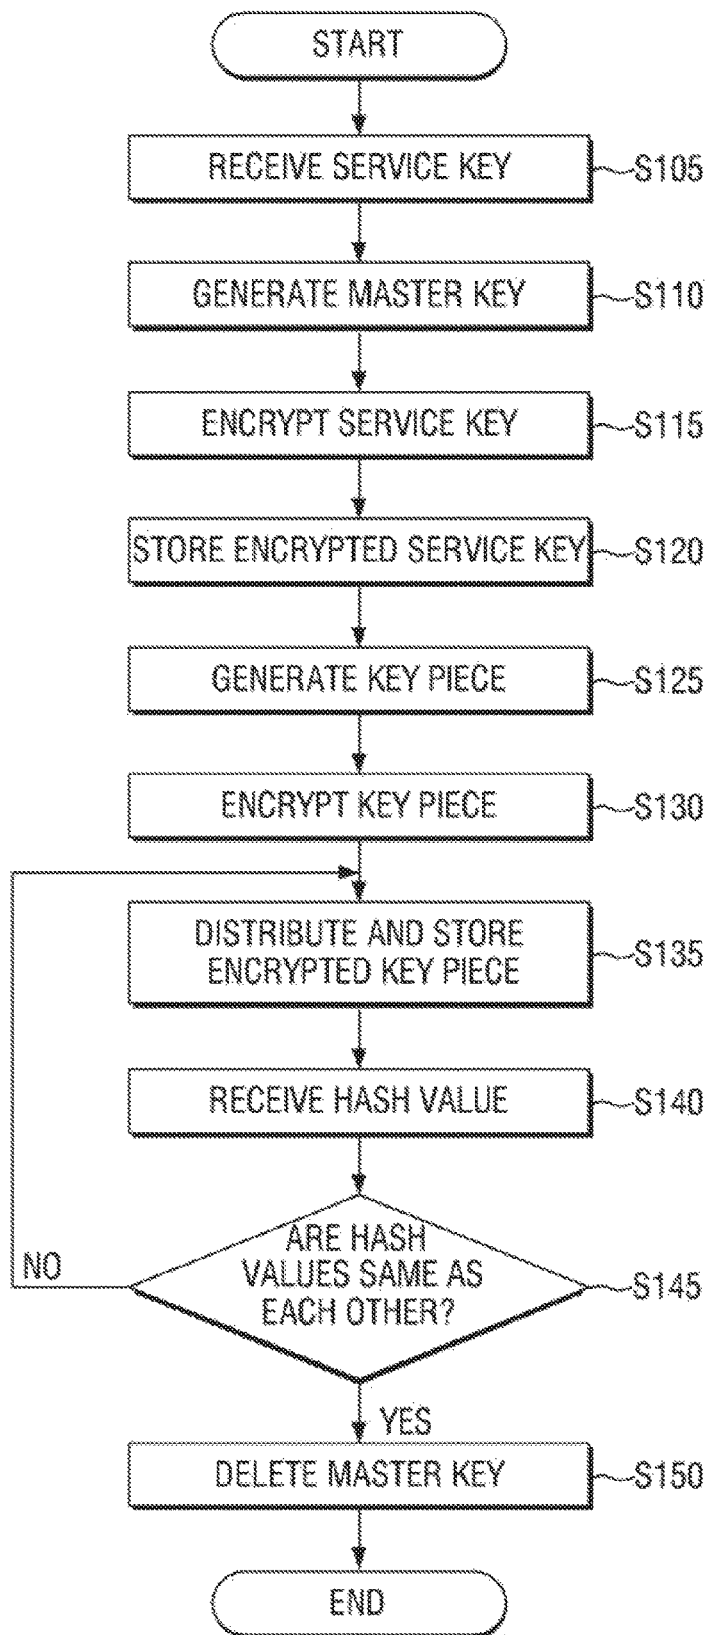 START
RECEIVE SERVICE KEY
S105
GENERATE MASTER KEY
S110
ENCRYPT SERVICE KEY
S115
STORE ENCRYPTED SERVICE KEY
S120
GENERATE KEY PIECE
S125
ENCRYPT KEY PIECE
S130
DISTRIBUTE AND STORE
ENCRYPTED KEY PIECE
S135
RECEIVE HASH VALUE
S140
ARE HASH
VALUES SAME AS
EACH OTHER?
S145
NO
YES
DELETE MASTER KEY
S150
END